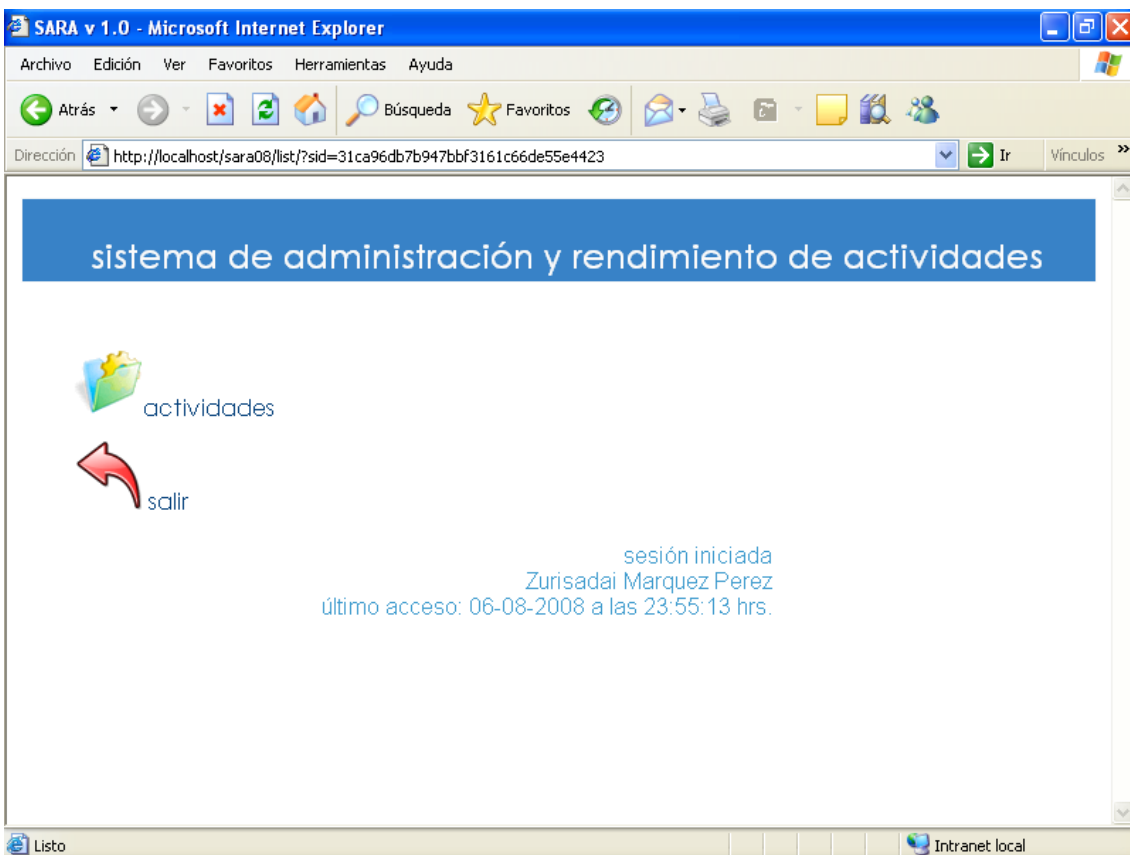 SARA v 1.0 - Microsoft Internet Explorer
Archivo Edición Ver Favoritos Herramientas Ayuda
Atrás Búsqueda Favoritos
Dirección http://localhost/sara08/list/?sid=31ca96db7b947bbf3161c66de55e4423 Ir Vínculos »
sistema de administración y rendimiento de actividades
actividades
salir
sesión iniciada
Zurisadai Marquez Perez
último acceso: 06-08-2008 a las 23:55:13 hrs.
Listo Intranet local